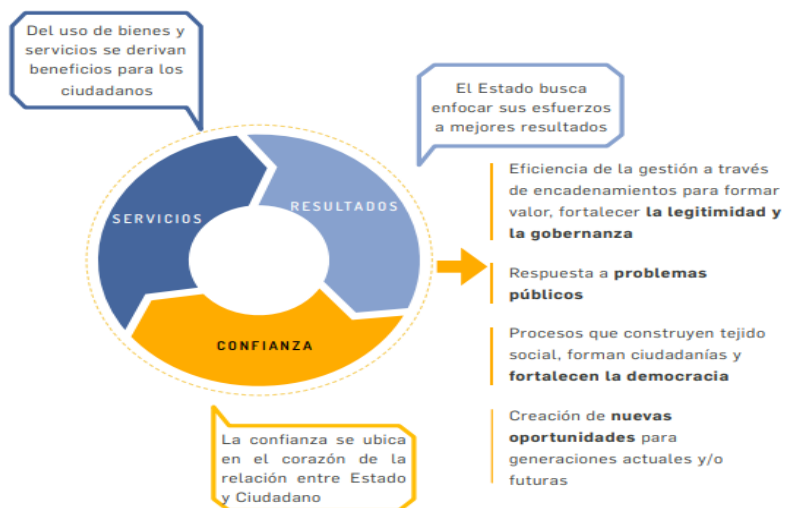 Del uso de bienes y
servicios se derivan
beneficios para los
ciudadanos
El Estado busca
enfocar sus esfuerzos
a mejores resultados
SERVICIOS
RESULTADOS
CONFIANZA
La confianza se ubica
en el corazón de la
relación entre Estado
y Ciudadano
Eficiencia de la gestión a través
de encadenamientos para formar
valor, fortalecer la legitimidad y
la gobernanza
Respuesta a problemas
públicos
Procesos que construyen tejido
social, forman ciudadanías y
fortalecen la democracia
Creación de nuevas
oportunidades para
generaciones actuales y/o
futuras